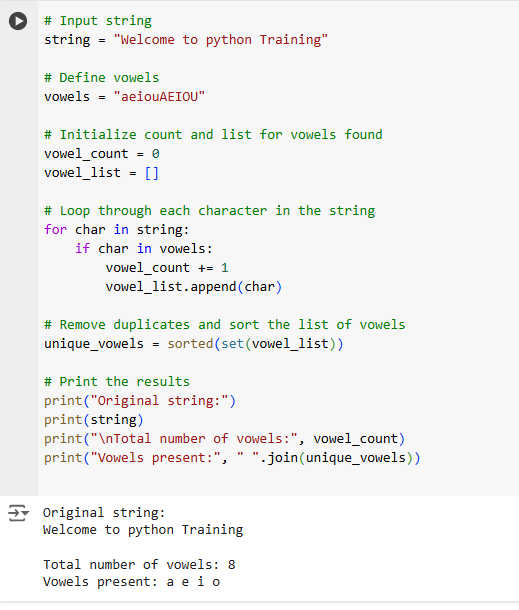 # Input string
string = "Welcome to python Training"

# Define vowels
vowels = "aeiouAEIOU"

# Initialize count and list for vowels found
vowel_count = 0
vowel_list = []

# Loop through each character in the string
for char in string:
    if char in vowels:
        vowel_count += 1
        vowel_list.append(char)

# Remove duplicates and sort the list of vowels
unique_vowels = sorted(set(vowel_list))

# Print the results
print("Original string:")
print(string)
print("\nTotal number of vowels:", vowel_count)
print("Vowels present:", " ".join(unique_vowels))

Original string:
Welcome to python Training

Total number of vowels: 8
Vowels present: a e i o